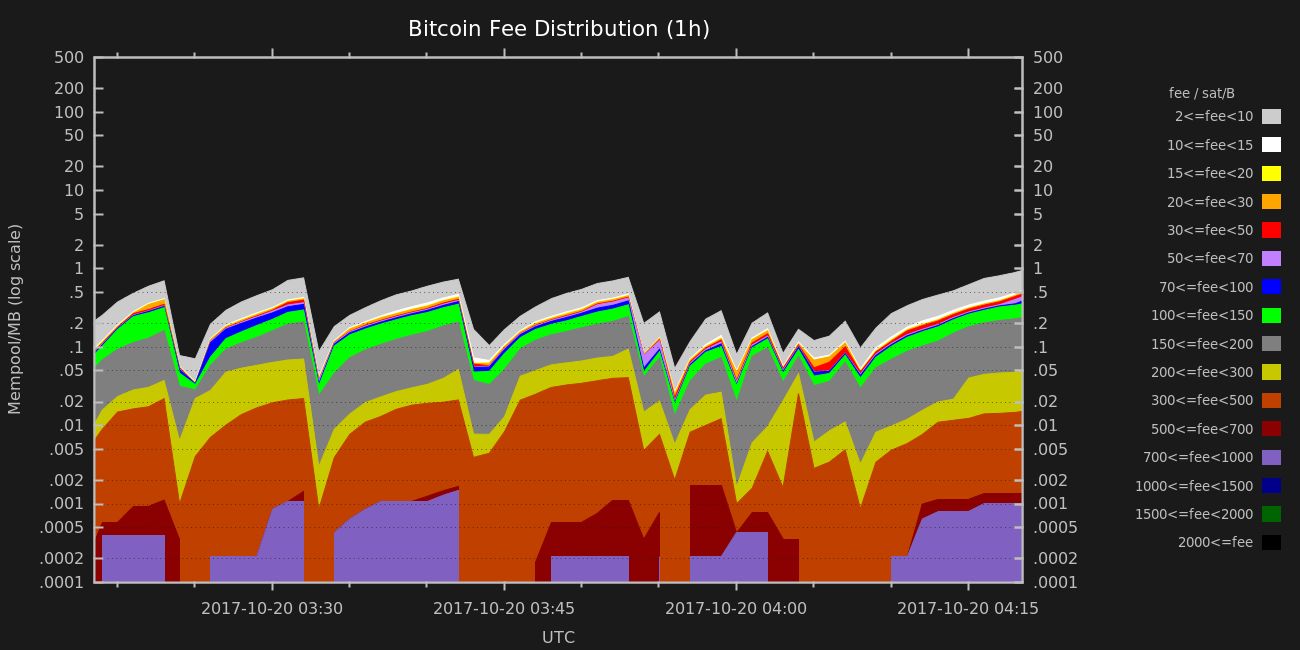 Bitcoin Fee Distribution (1h)
Mempool/MB (log scale)
500
200
100
50
20
10
5
2
1
.5
.2
.1
.05
.02
.01
.005
.002
.001
.0005
.0002
.0001
500
200
100
50
20
10
5
2
1
.5
.2
.1
.05
.02
.01
.005
.002
.001
.0005
.0002
.0001
2017-10-20 03:30
2017-10-20 03:45
2017-10-20 04:00
2017-10-20 04:15
UTC
fee / sat/B
2<=fee<10
10<=fee<15
15<=fee<20
20<=fee<30
30<=fee<50
50<=fee<70
70<=fee<100
100<=fee<150
150<=fee<200
200<=fee<300
300<=fee<500
500<=fee<700
700<=fee<1000
1000<=fee<1500
1500<=fee<2000
2000<=fee